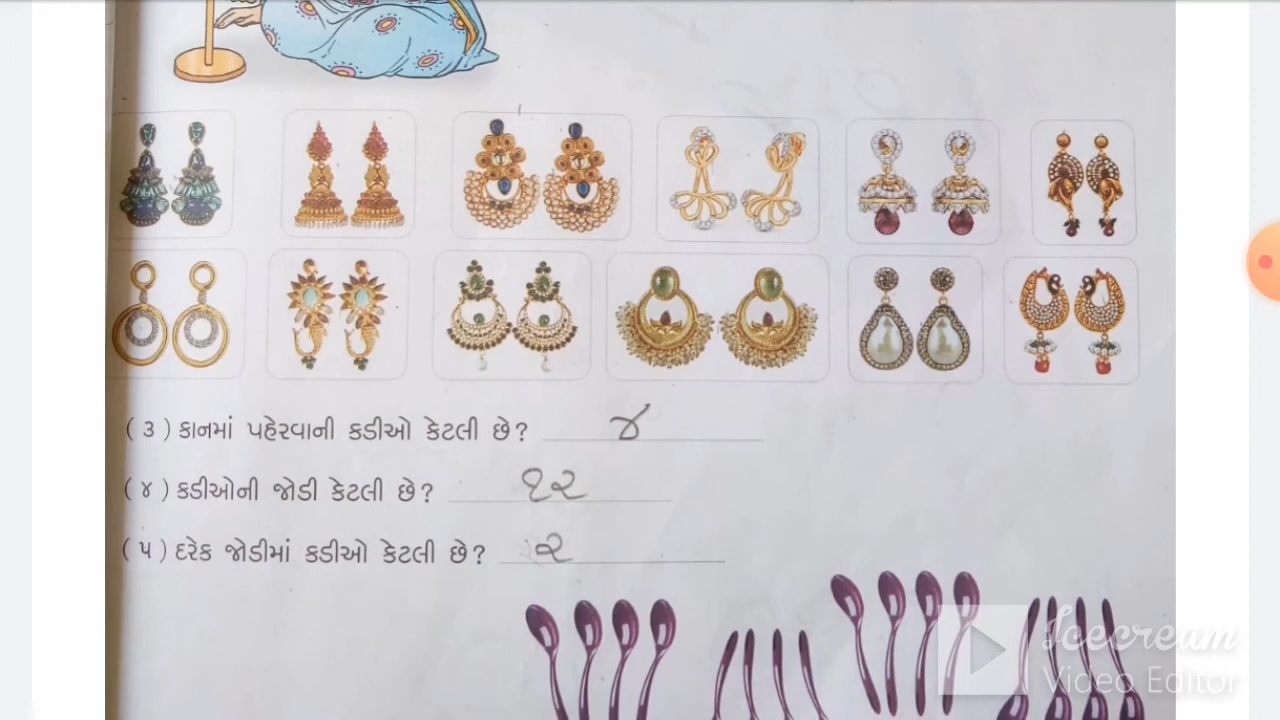 (૩) કાનમાં પહેરવાની કડીઓ કેટલી છે? ૪
(૪) કડીઓની જોડી કેટલી છે? ૧૨
(૫) દરેક જોડીમાં કડીઓ કેટલી છે? ૨
Icecream
Video Editor